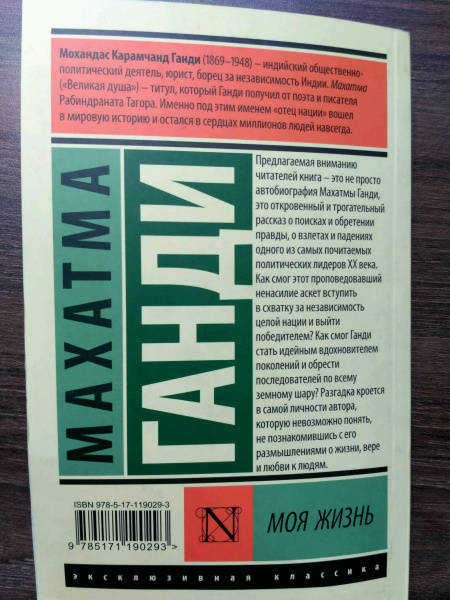 Мохандас Карамчанд Ганди (1869–1948) – индийский общественно-
политический деятель, юрист, борец за независимость Индии. Махатма
(«Великая душа») – титул, который Ганди получил от поэта и писателя
Рабиндраната Тагора. Именно под этим именем «отец нации» вошел
в мировую историю и остался в сердцах миллионов людей навсегда.
МАХАТМА
ГАНДИ
Предлагаемая вниманию
читателей книга – это не просто
автобиография Махатмы Ганди,
это откровенный и трогательный
рассказ о поисках и обретении
правды, о взлетах и падениях
одного из самых почитаемых
политических лидеров XX века.
Как смог этот проповедовавший
ненасилие аскет вступить
в схватку за независимость
целой нации и выйти
победителем? Как смог Ганди
стать идейным вдохновителем
поколений и обрести
последователей по всему
земному шару? Разгадка кроется
в самой личности автора,
которую невозможно понять,
не познакомившись с его
размышлениями о жизни, вере
и любви к людям.
ISBN 978-5-17-119029-3
9 785171 190293 >
N
МОЯ ЖИЗНЬ
эксклюзивная классика